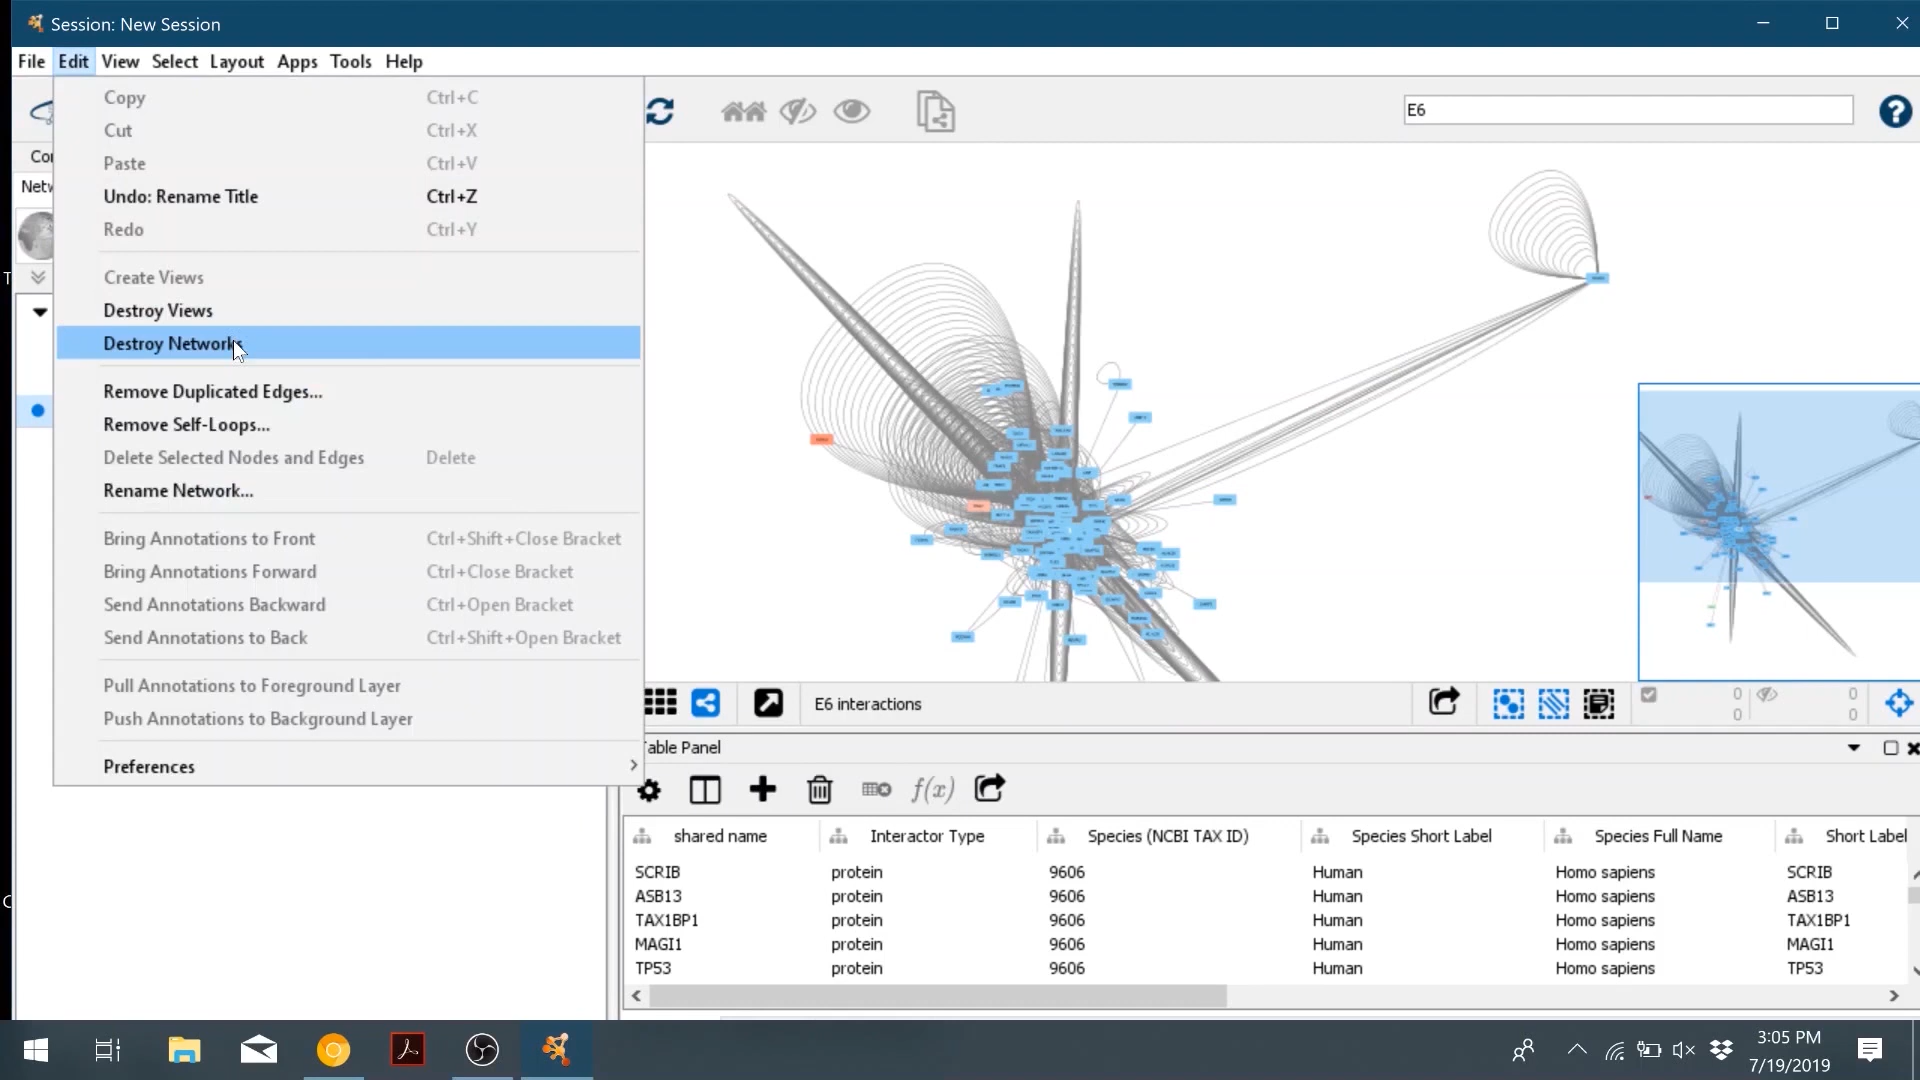 Session: New Session
File Edit View Select Layout Apps Tools Help
Copy Ctrl+C
Cut Ctrl+X
Paste Ctrl+V
Undo: Rename Title Ctrl+Z
Redo Ctrl+Y
Create Views
Destroy Views
Destroy Networks
Remove Duplicated Edges...
Remove Self-Loops...
Delete Selected Nodes and Edges Delete
Rename Network...
Bring Annotations to Front Ctrl+Shift+Close Bracket
Bring Annotations Forward Ctrl+Close Bracket
Send Annotations Backward Ctrl+Open Bracket
Send Annotations to Back Ctrl+Shift+Open Bracket
Pull Annotations to Foreground Layer
Push Annotations to Background Layer
Preferences
E6
E6 interactions
0 0
0 0
able Panel
f(x)
shared name Interactor Type Species (NCBI TAX ID) Species Short Label Species Full Name Short Label
SCRIB protein 9606 Human Homo sapiens SCRIB
ASB13 protein 9606 Human Homo sapiens ASB13
TAX1BP1 protein 9606 Human Homo sapiens TAX1BP1
MAGI1 protein 9606 Human Homo sapiens MAGI1
TP53 protein 9606 Human Homo sapiens TP53
3:05 PM
7/19/2019